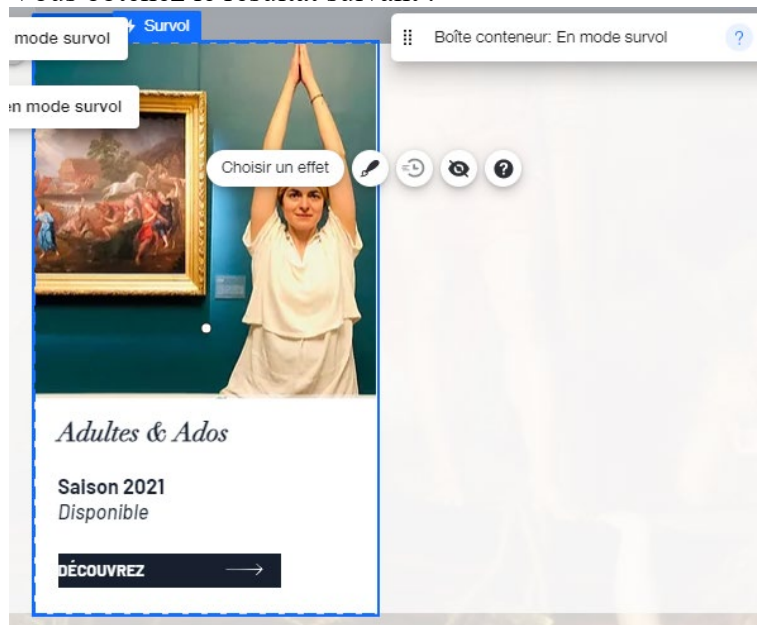 Survol
mode survol
Boîte conteneur: En mode survol
?
en mode survol
Choisir un effet
?
Adultes & Ados
Saison 2021
Disponible
DÉCOUVREZ